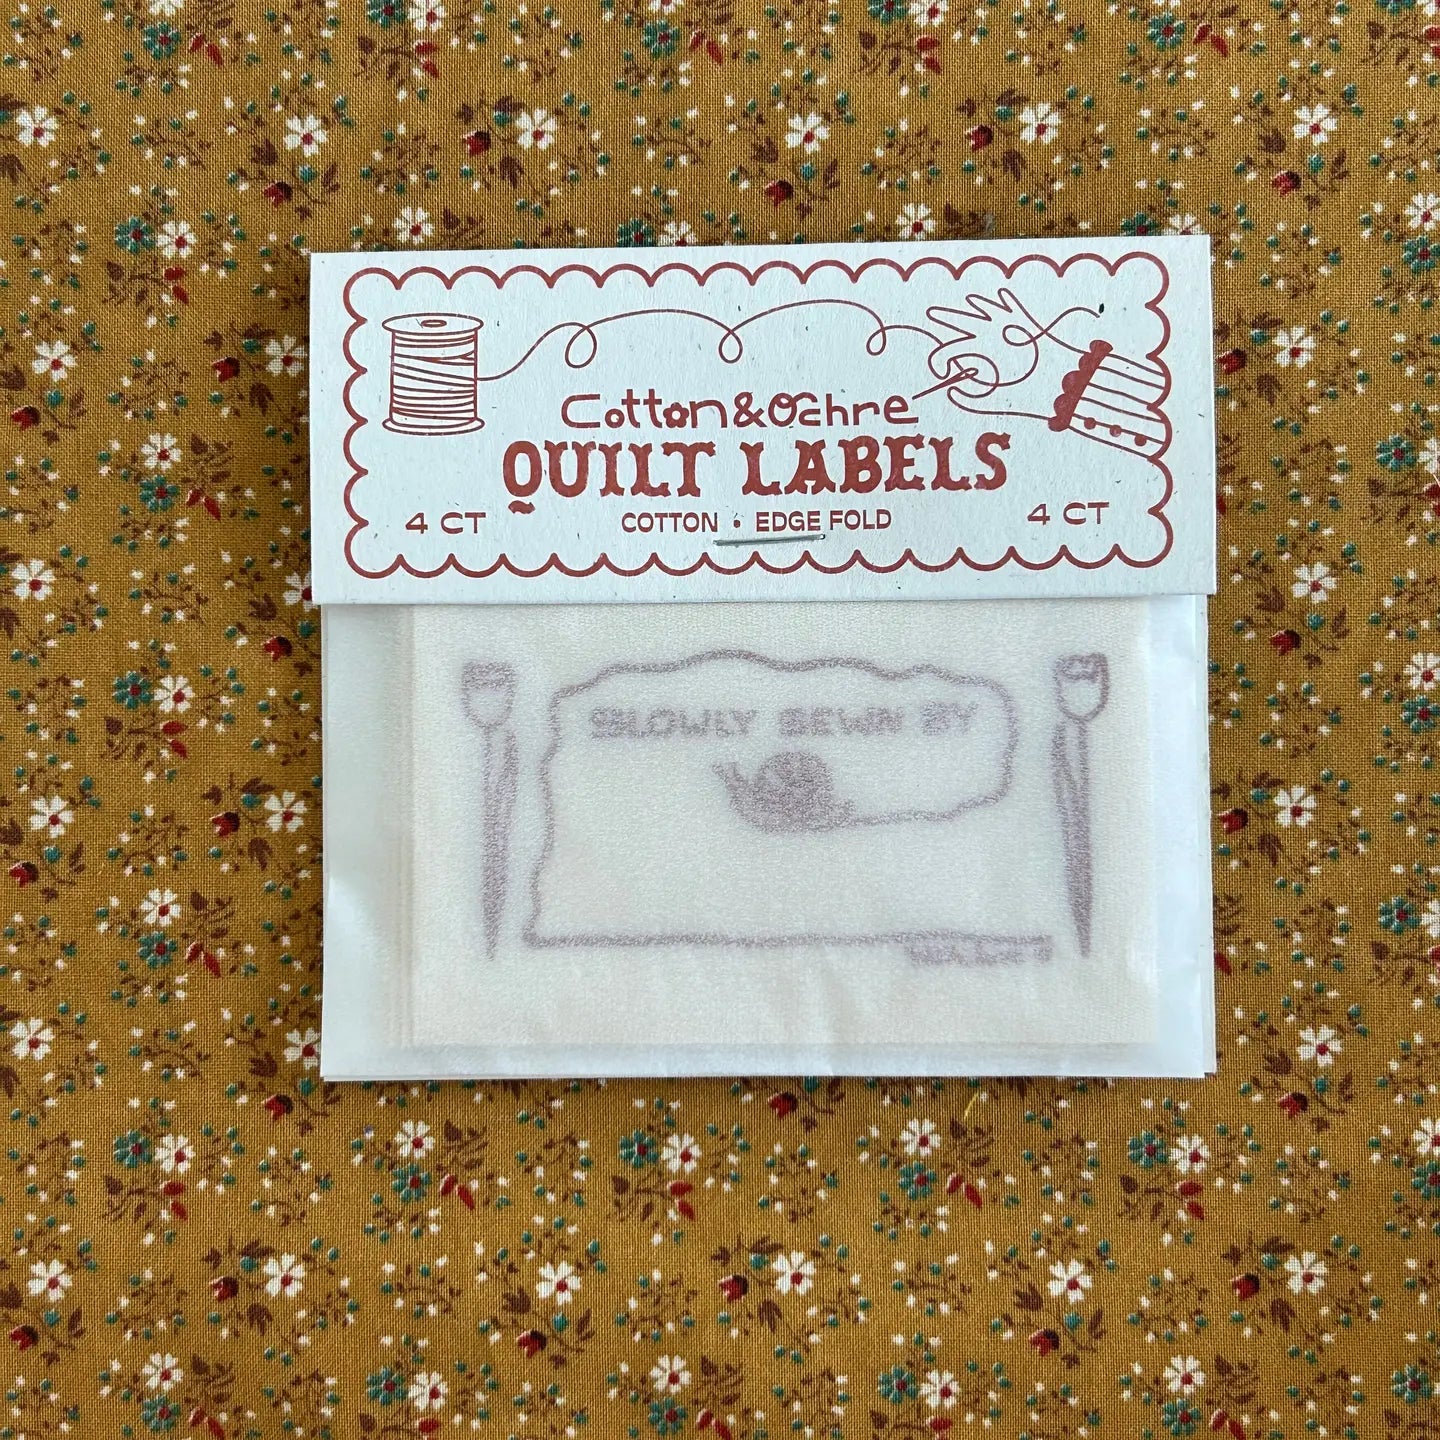 Cotton & Ochre
QUILT LABELS
4 CT COTTON • EDGE FOLD 4 CT
SLOWLY SEWN BY